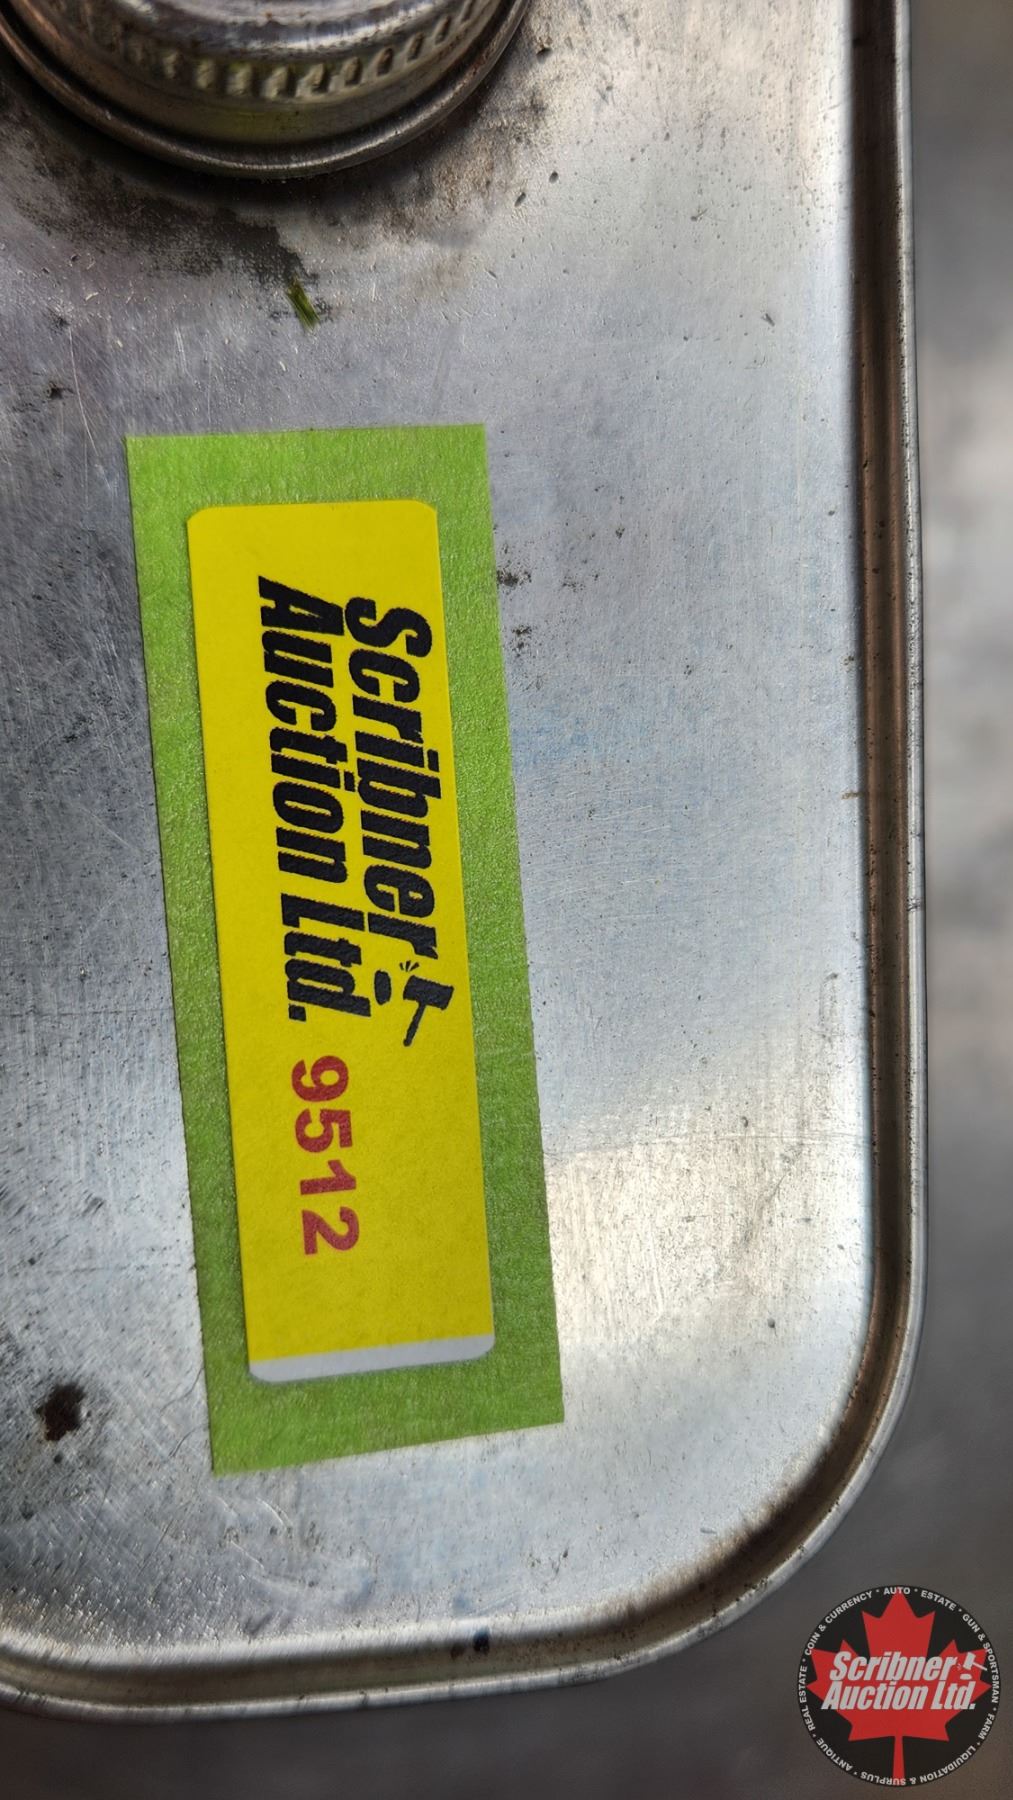 Scribner
Auction Ltd. 9512
COIN & CURRENCY * AUTO * ESTATE * GUN & SPORTSMAN * FARM * LIQUIDATION & SURPLUS * ANTIQUE * REAL ESTATE *
Scribner
Auction Ltd.